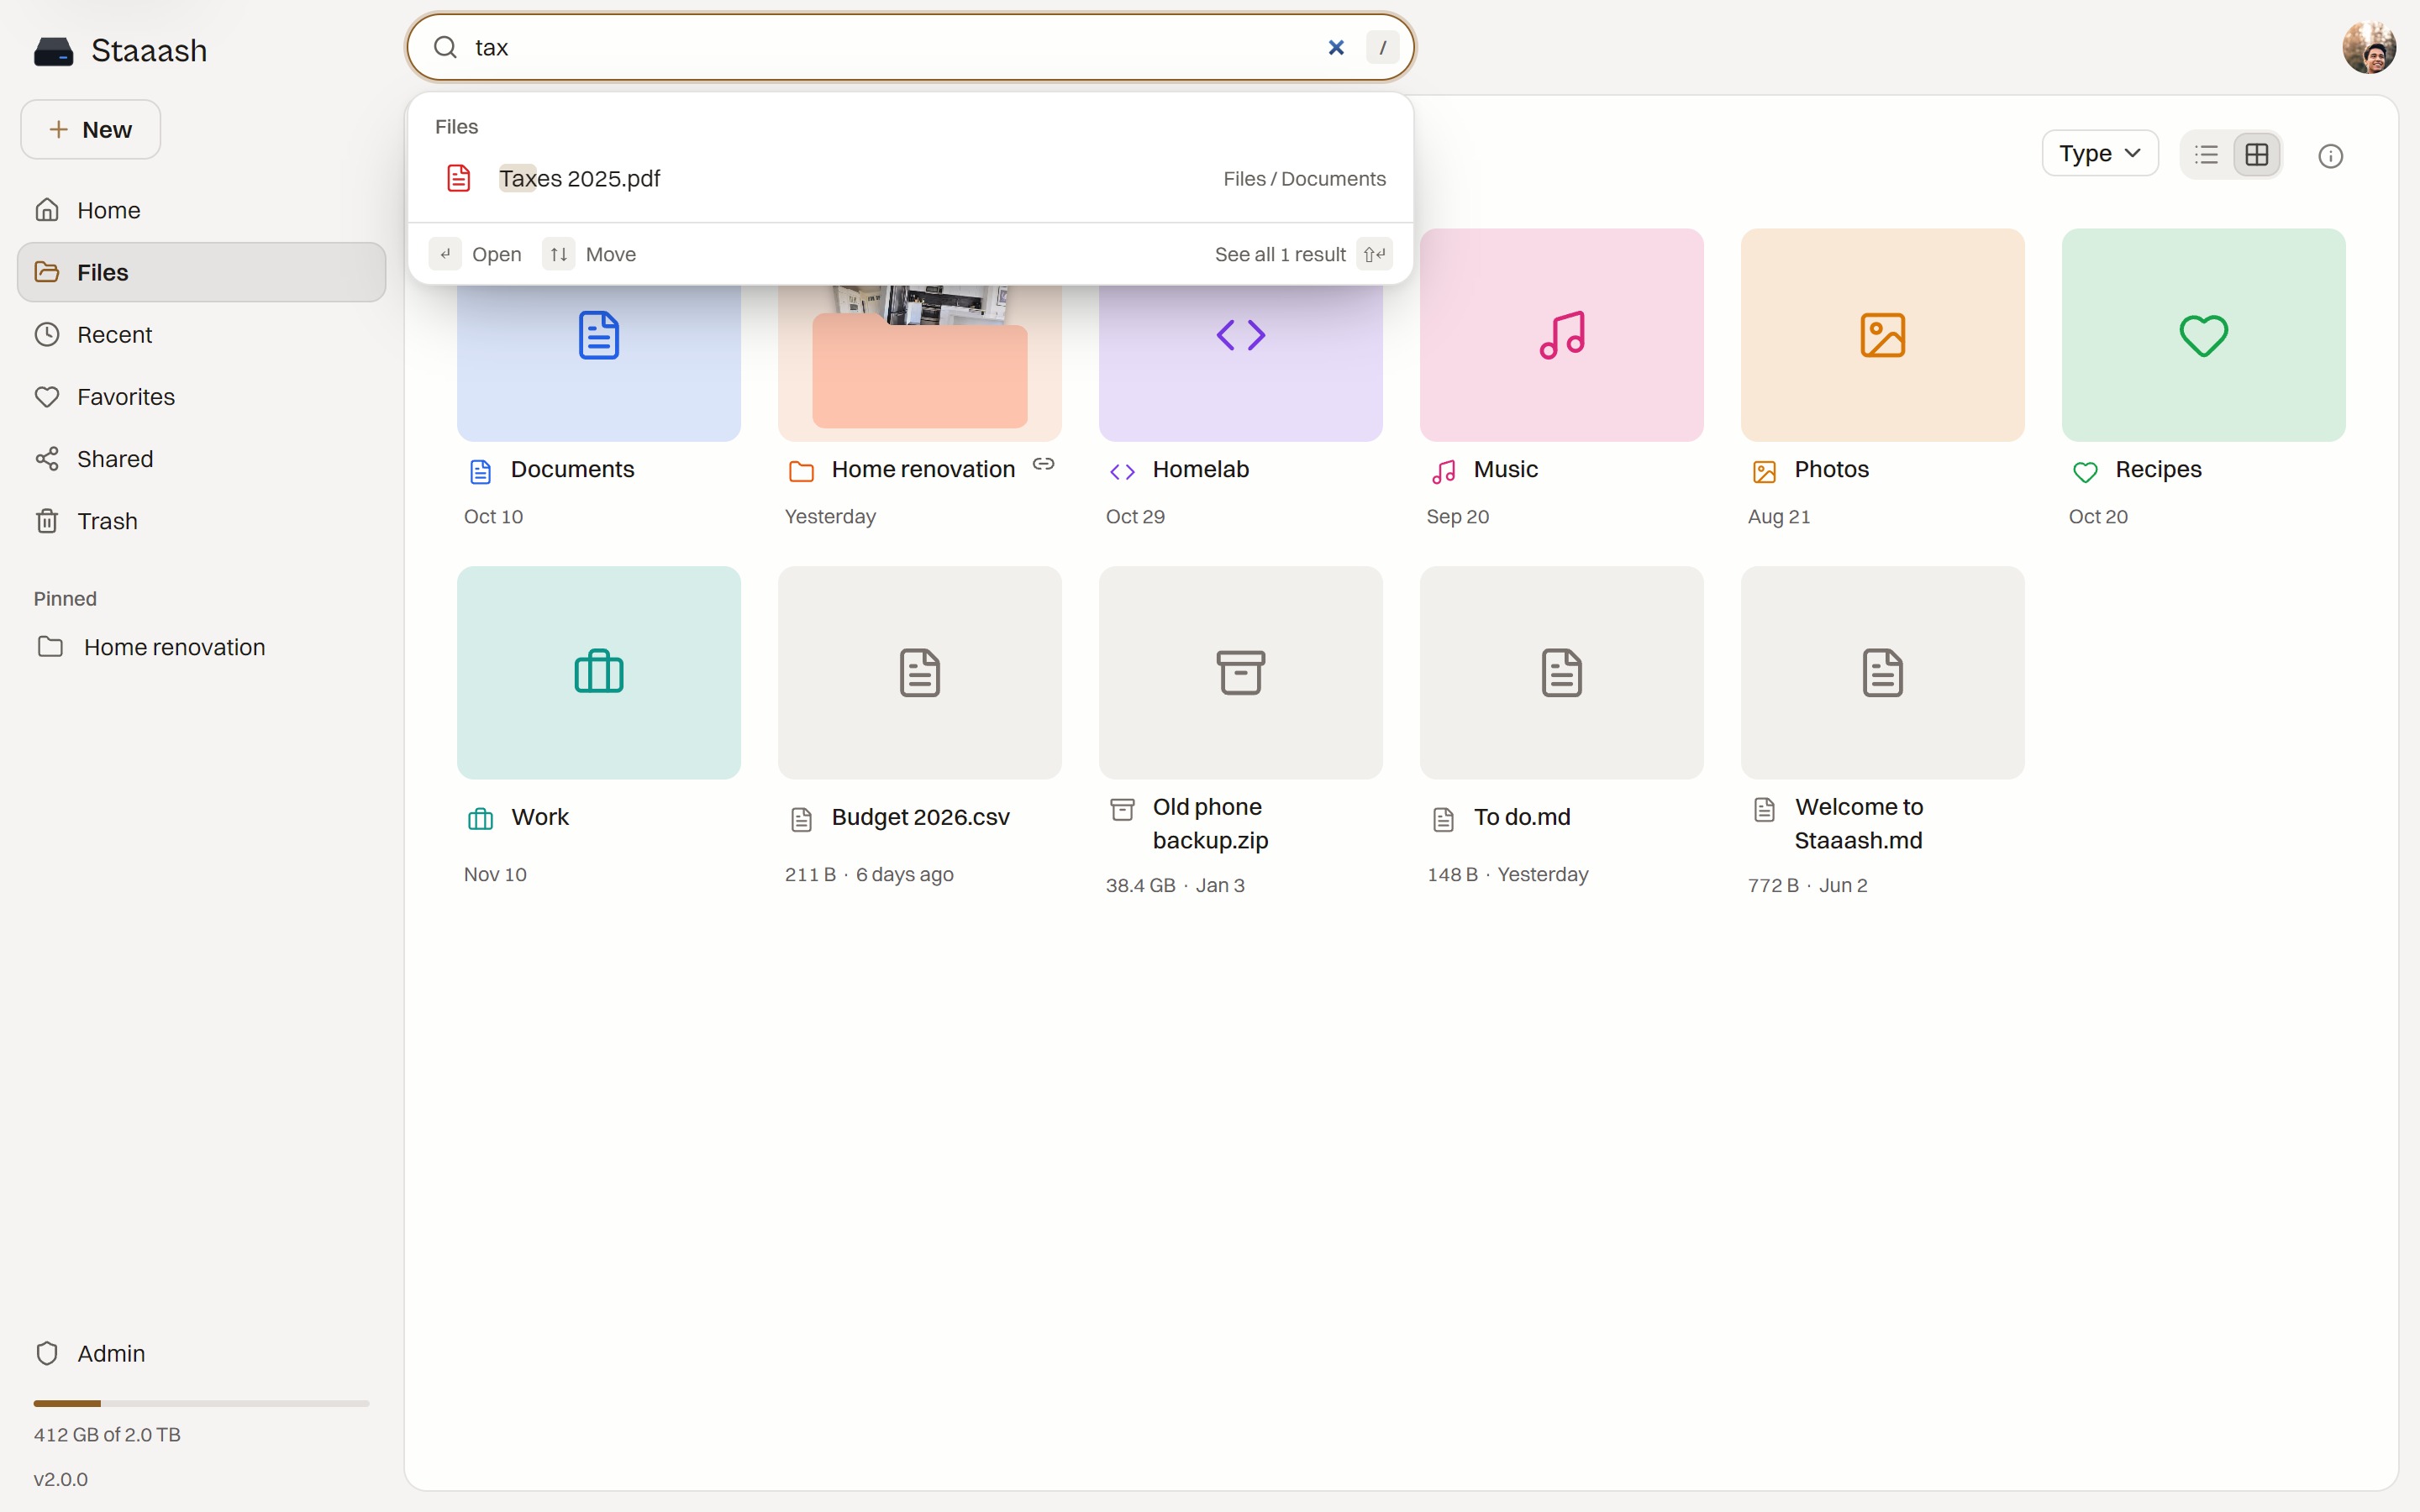 Staaash
tax
/
New
Files
Taxes 2025.pdf
Files / Documents
Open
Move
See all 1 result
Type
Home
Files
Recent
Favorites
Shared
Trash
Pinned
Home renovation
Documents
Oct 10
Home renovation
Yesterday
Homelab
Oct 29
Music
Sep 20
Photos
Aug 21
Recipes
Oct 20
Work
Nov 10
Budget 2026.csv
211 B · 6 days ago
Old phone
backup.zip
38.4 GB · Jan 3
To do.md
148 B · Yesterday
Welcome to
Staaash.md
772 B · Jun 2
Admin
412 GB of 2.0 TB
v2.0.0